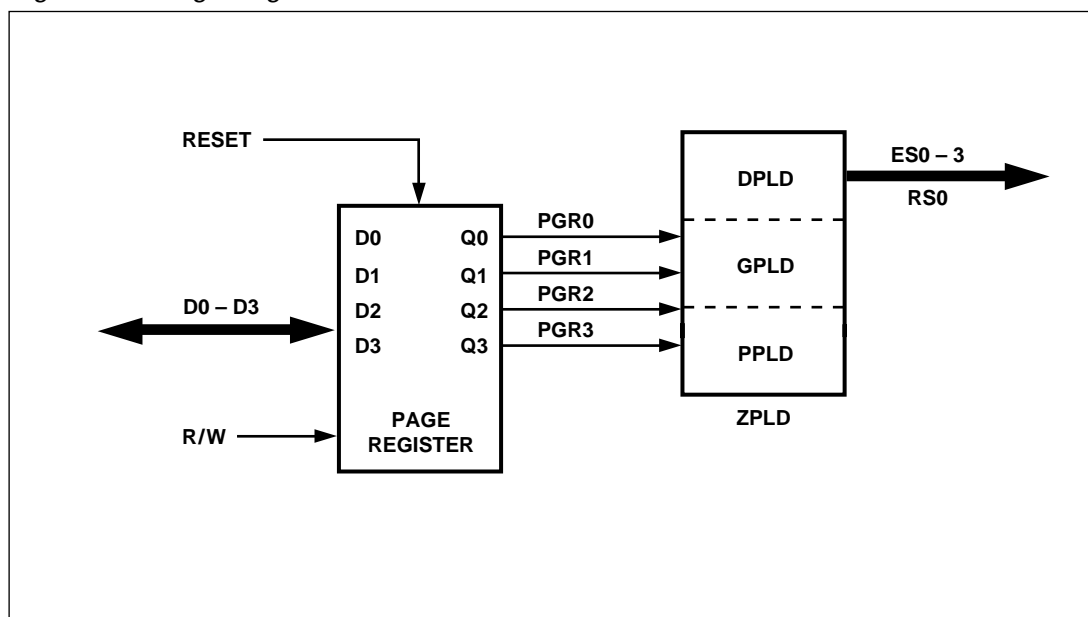 RESET
D0 – D3
R/W
D0 Q0
D1 Q1
D2 Q2
D3 Q3
PAGE
REGISTER
PGR0
PGR1
PGR2
PGR3
DPLD
GPLD
PPLD
ZPLD
ES0 – 3
RS0